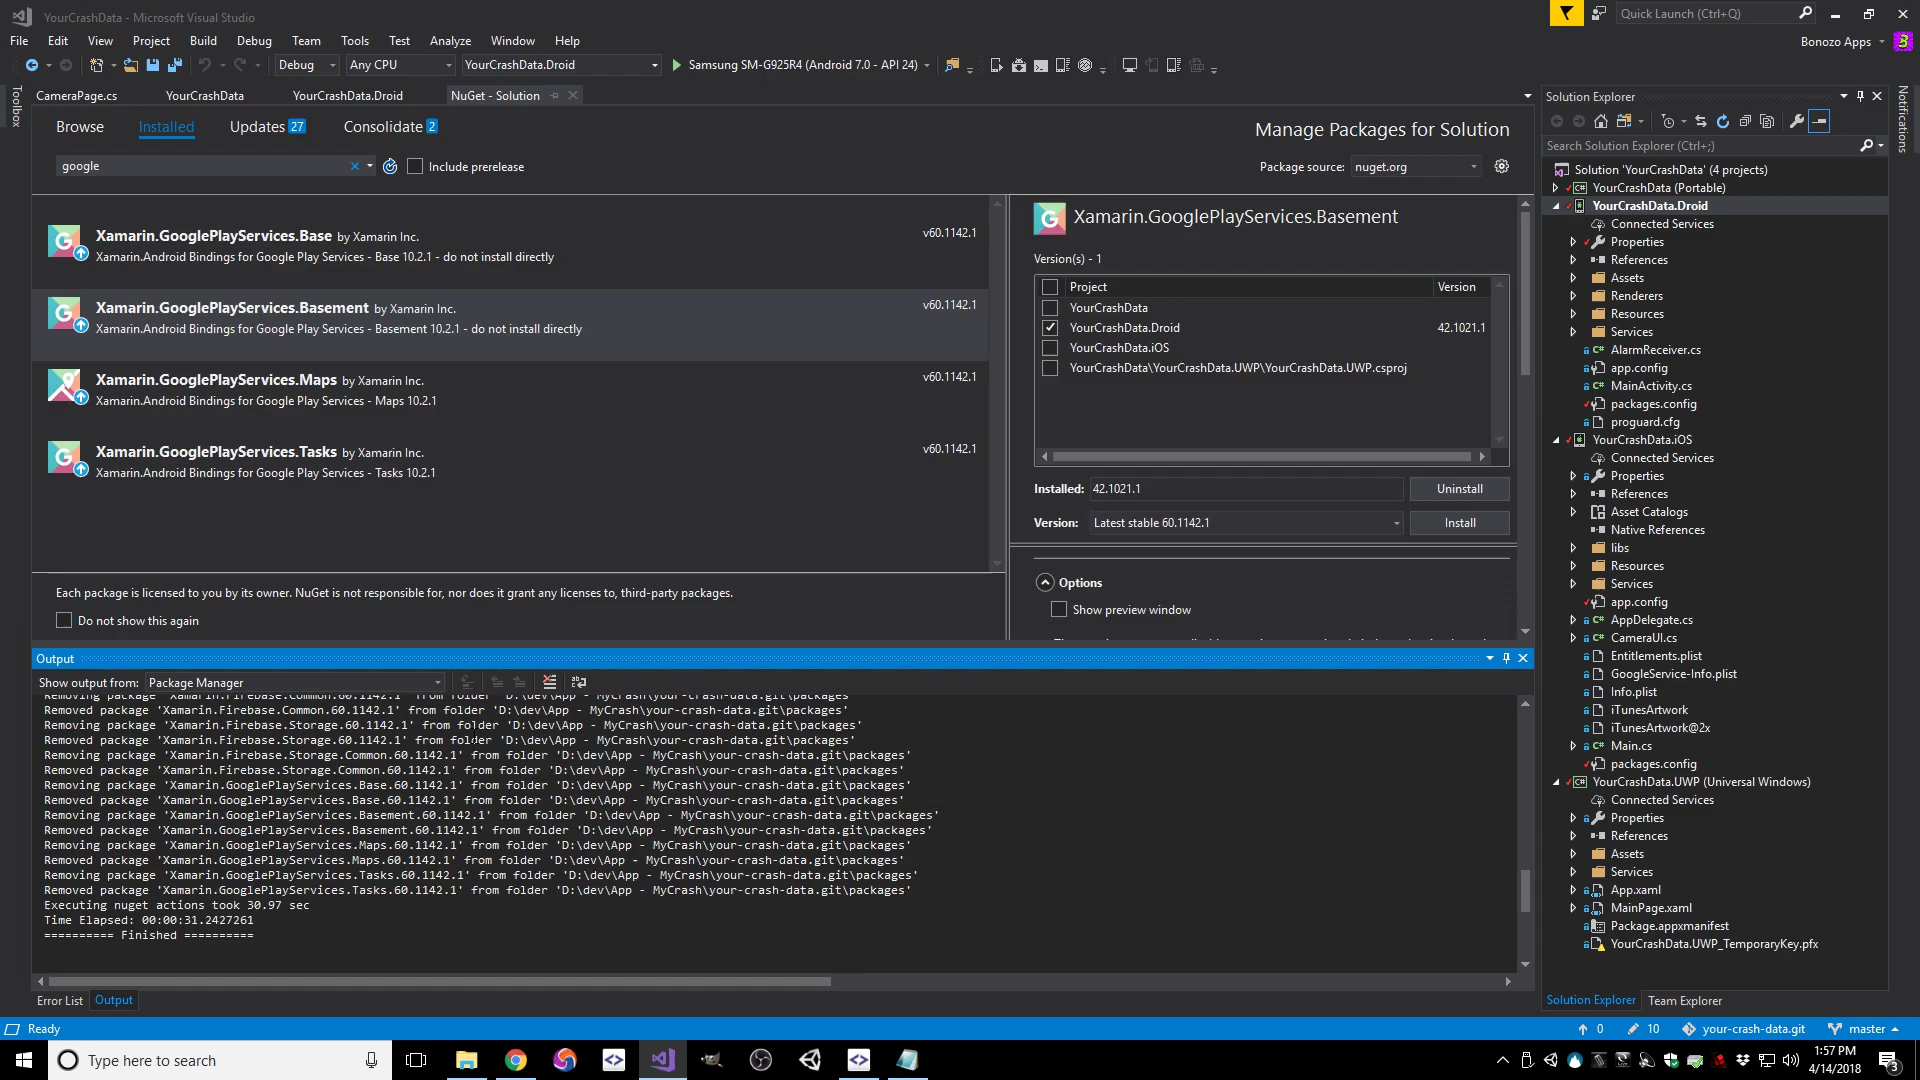 YourCrashData - Microsoft Visual Studio
Quick Launch (Ctrl+Q)
File Edit View Project Build Debug Team Tools Test Analyze Window Help
Bonozo Apps
Debug Any CPU YourCrashData.Droid Samsung SM-G925R4 (Android 7.0 - API 24)
Toolbox
CameraPage.cs YourCrashData YourCrashData.Droid NuGet - Solution
Browse Installed Updates 27 Consolidate 2
Manage Packages for Solution
google
Include prerelease
Package source: nuget.org
Xamarin.GooglePlayServices.Base by Xamarin Inc.
v60.1142.1
Xamarin.Android Bindings for Google Play Services - Base 10.2.1 - do not install directly
Xamarin.GooglePlayServices.Basement by Xamarin Inc.
v60.1142.1
Xamarin.Android Bindings for Google Play Services - Basement 10.2.1 - do not install directly
Xamarin.GooglePlayServices.Maps by Xamarin Inc.
v60.1142.1
Xamarin.Android Bindings for Google Play Services - Maps 10.2.1
Xamarin.GooglePlayServices.Tasks by Xamarin Inc.
v60.1142.1
Xamarin.Android Bindings for Google Play Services - Tasks 10.2.1
Each package is licensed to you by its owner. NuGet is not responsible for, nor does it grant any licenses to, third-party packages.
Do not show this again
Xamarin.GooglePlayServices.Basement
Version(s) - 1
Project Version
YourCrashData
YourCrashData.Droid 42.1021.1
YourCrashData.iOS
YourCrashData\YourCrashData.UWP\YourCrashData.UWP.csproj
Installed: 42.1021.1 Uninstall
Version: Latest stable 60.1142.1 Install
Options
Show preview window
Output
Show output from: Package Manager
Removing package 'Xamarin.Firebase.Common.60.1142.1' from folder 'D:\dev\App - MyCrash\your-crash-data.git\packages'
Removed package 'Xamarin.Firebase.Common.60.1142.1' from folder 'D:\dev\App - MyCrash\your-crash-data.git\packages'
Removing package 'Xamarin.Firebase.Storage.60.1142.1' from folder 'D:\dev\App - MyCrash\your-crash-data.git\packages'
Removed package 'Xamarin.Firebase.Storage.60.1142.1' from folder 'D:\dev\App - MyCrash\your-crash-data.git\packages'
Removing package 'Xamarin.Firebase.Storage.Common.60.1142.1' from folder 'D:\dev\App - MyCrash\your-crash-data.git\packages'
Removed package 'Xamarin.Firebase.Storage.Common.60.1142.1' from folder 'D:\dev\App - MyCrash\your-crash-data.git\packages'
Removing package 'Xamarin.GooglePlayServices.Base.60.1142.1' from folder 'D:\dev\App - MyCrash\your-crash-data.git\packages'
Removed package 'Xamarin.GooglePlayServices.Base.60.1142.1' from folder 'D:\dev\App - MyCrash\your-crash-data.git\packages'
Removing package 'Xamarin.GooglePlayServices.Basement.60.1142.1' from folder 'D:\dev\App - MyCrash\your-crash-data.git\packages'
Removed package 'Xamarin.GooglePlayServices.Basement.60.1142.1' from folder 'D:\dev\App - MyCrash\your-crash-data.git\packages'
Removing package 'Xamarin.GooglePlayServices.Maps.60.1142.1' from folder 'D:\dev\App - MyCrash\your-crash-data.git\packages'
Removed package 'Xamarin.GooglePlayServices.Maps.60.1142.1' from folder 'D:\dev\App - MyCrash\your-crash-data.git\packages'
Removing package 'Xamarin.GooglePlayServices.Tasks.60.1142.1' from folder 'D:\dev\App - MyCrash\your-crash-data.git\packages'
Removed package 'Xamarin.GooglePlayServices.Tasks.60.1142.1' from folder 'D:\dev\App - MyCrash\your-crash-data.git\packages'
Executing nuget actions took 30.97 sec
Time Elapsed: 00:00:31.2427261
========== Finished ==========
Error List Output
Solution Explorer
Search Solution Explorer (Ctrl+;)
Solution 'YourCrashData' (4 projects)
YourCrashData (Portable)
YourCrashData.Droid
Connected Services
Properties
References
Assets
Renderers
Resources
Services
AlarmReceiver.cs
app.config
MainActivity.cs
packages.config
proguard.cfg
YourCrashData.iOS
Connected Services
Properties
References
Asset Catalogs
Native References
libs
Resources
Services
app.config
AppDelegate.cs
CameraUI.cs
Entitlements.plist
GoogleService-Info.plist
Info.plist
iTunesArtwork
iTunesArtwork@2x
Main.cs
packages.config
YourCrashData.UWP (Universal Windows)
Connected Services
Properties
References
Assets
Services
App.xaml
MainPage.xaml
Package.appxmanifest
YourCrashData.UWP_TemporaryKey.pfx
Solution Explorer Team Explorer
Notifications
Ready
0 10 your-crash-data.git master
Type here to search
1:57 PM
4/14/2018
3